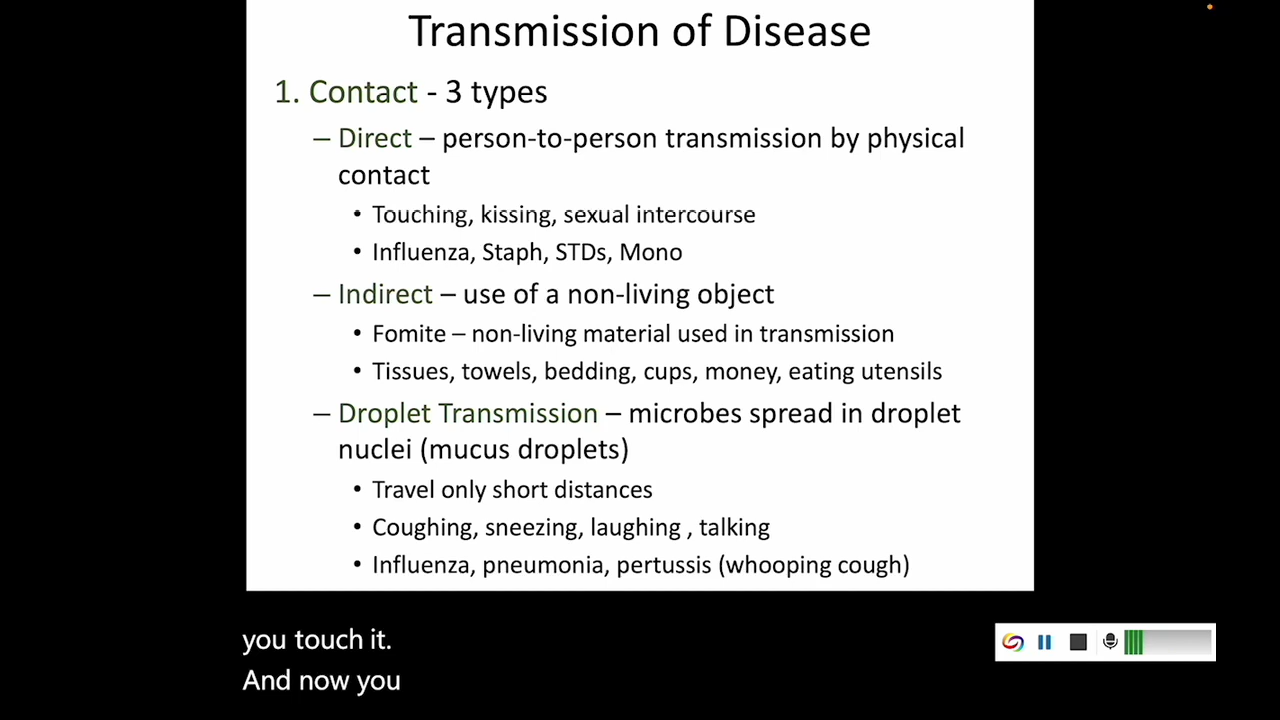 Transmission of Disease
1. Contact - 3 types
– Direct – person-to-person transmission by physical
contact
• Touching, kissing, sexual intercourse
• Influenza, Staph, STDs, Mono
– Indirect – use of a non-living object
• Fomite – non-living material used in transmission
• Tissues, towels, bedding, cups, money, eating utensils
– Droplet Transmission – microbes spread in droplet
nuclei (mucus droplets)
• Travel only short distances
• Coughing, sneezing, laughing , talking
• Influenza, pneumonia, pertussis (whooping cough)
you touch it.
And now you